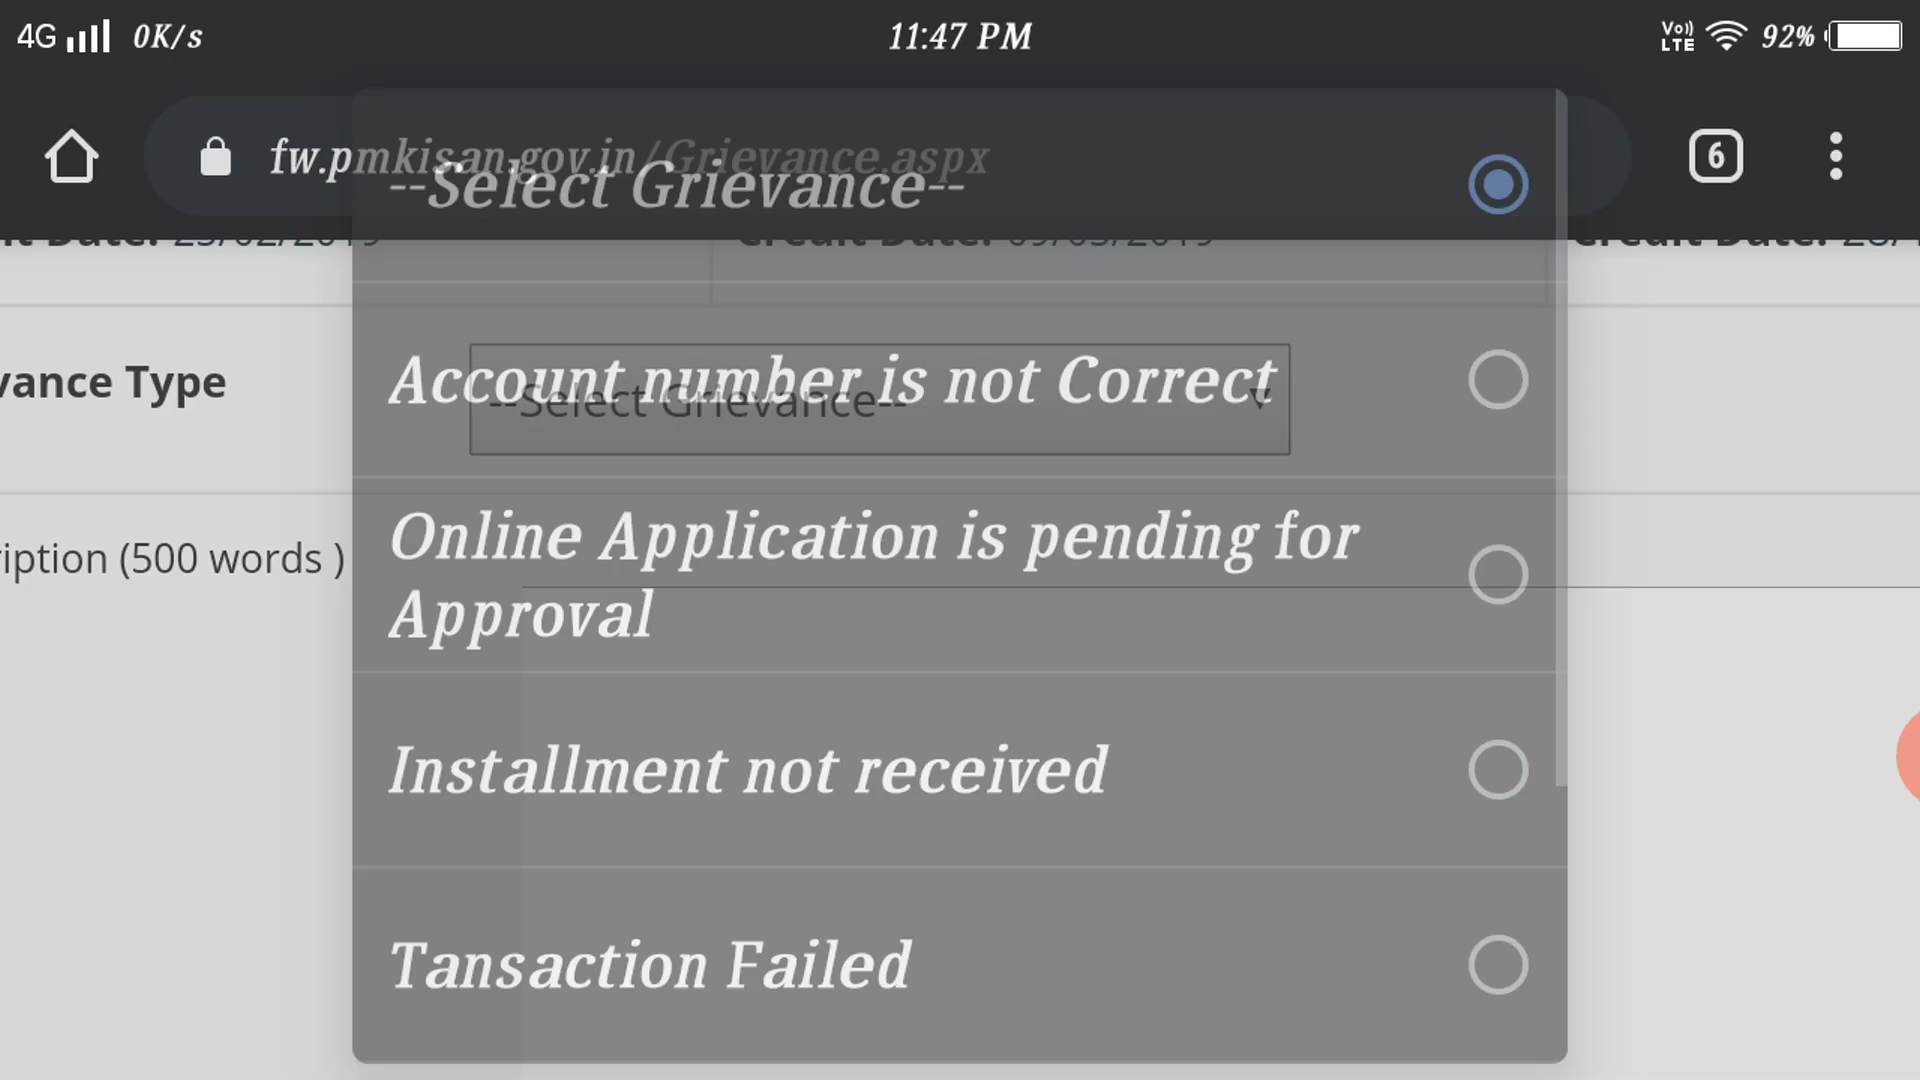 4G 0K/s 11:47 PM Vo)) LTE 92%
fw.pmkisan.gov.in/Grievance.aspx 6
--Select Grievance--
Credit Date:
vance Type
--Select Grievance--
Account number is not Correct
Online Application is pending for
Approval
iption (500 words )
Installment not received
Tansaction Failed